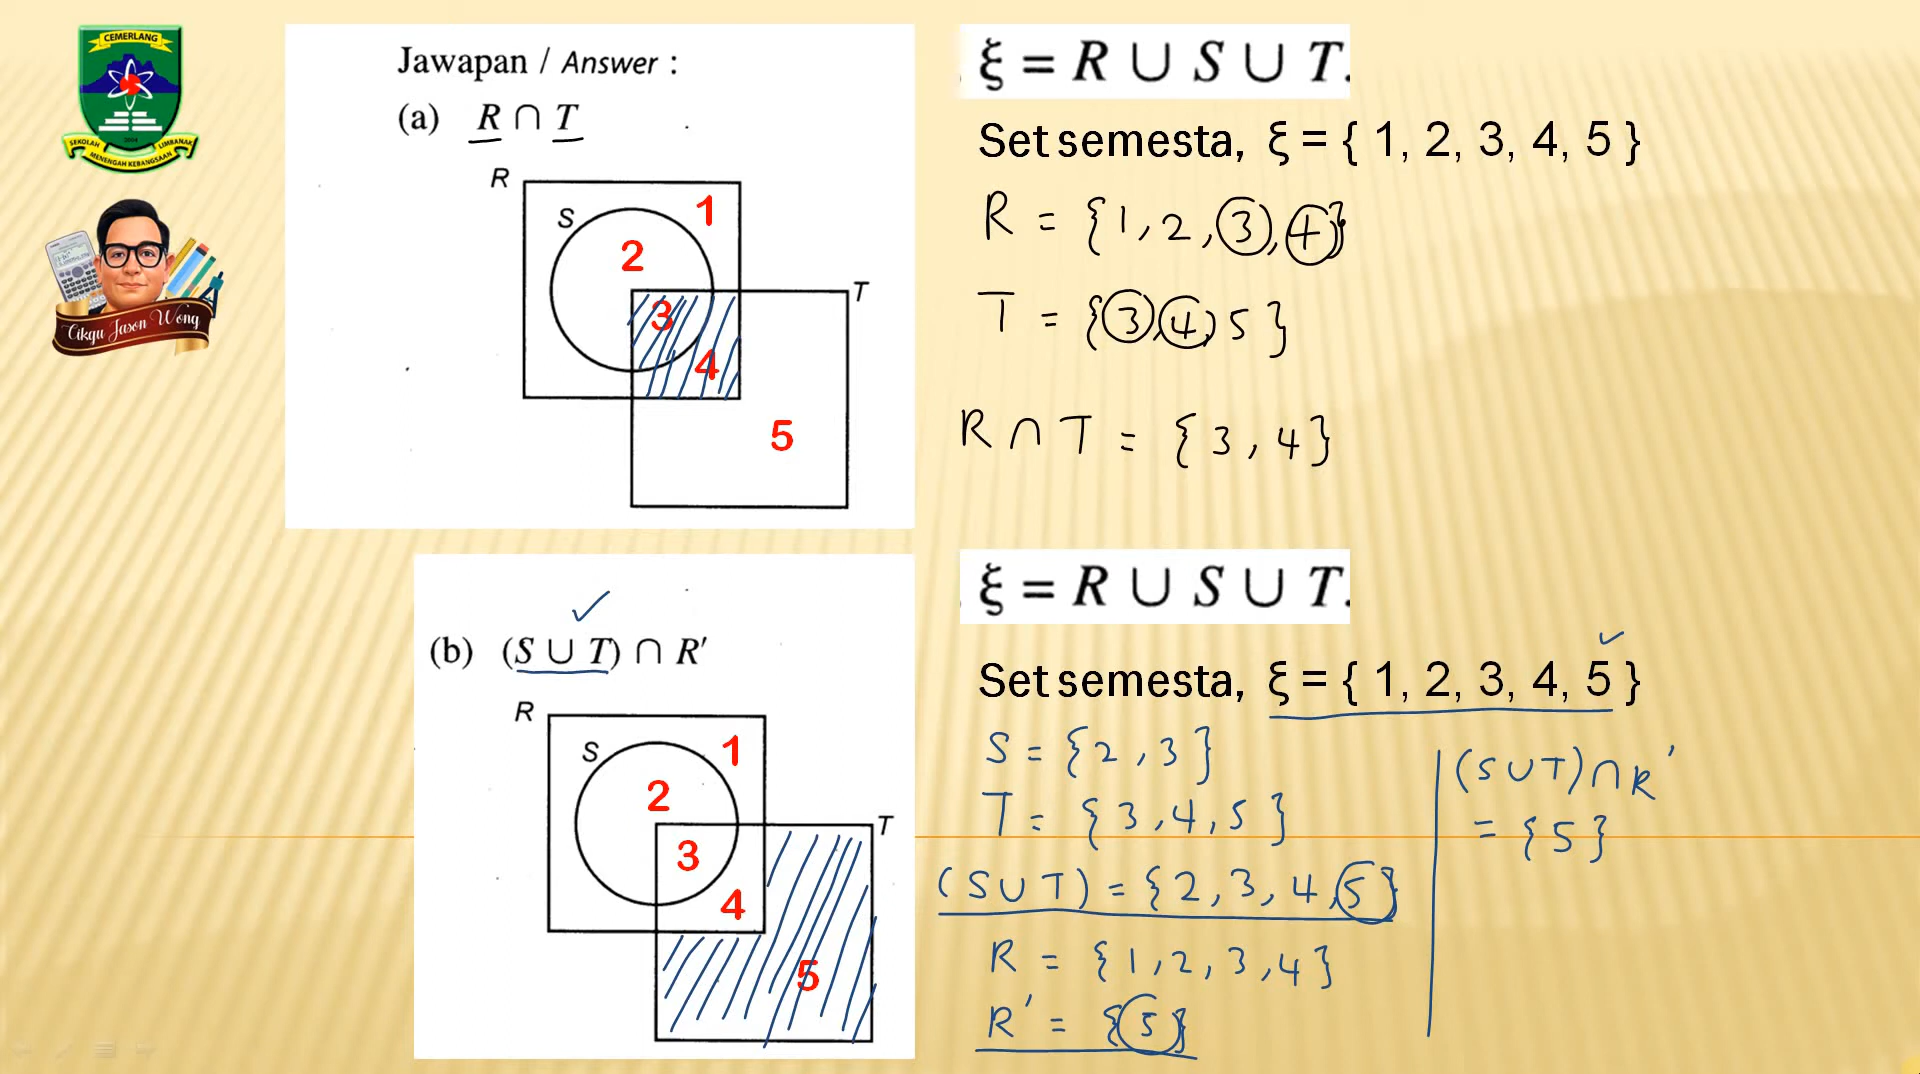 CEMERLANG
2004
SEKOLAH MENENGAH KEBANGSAAN LIMBANAK
Cikgu Jason Wong
Jawapan / Answer :
(a) R ∩ T
R
S
T
1
2
3
4
5
ξ = R ∪ S ∪ T.
Set semesta, ξ = { 1, 2, 3, 4, 5 }
R = {1, 2, 3, 4}
T = {3, 4, 5}
R ∩ T = {3, 4}
(b) (S ∪ T) ∩ R'
R
S
T
1
2
3
4
5
ξ = R ∪ S ∪ T.
Set semesta, ξ = { 1, 2, 3, 4, 5 }
S = {2, 3}
T = {3, 4, 5}
(S ∪ T) = {2, 3, 4, 5}
R = {1, 2, 3, 4}
R' = {5}
(S ∪ T) ∩ R'
= {5}